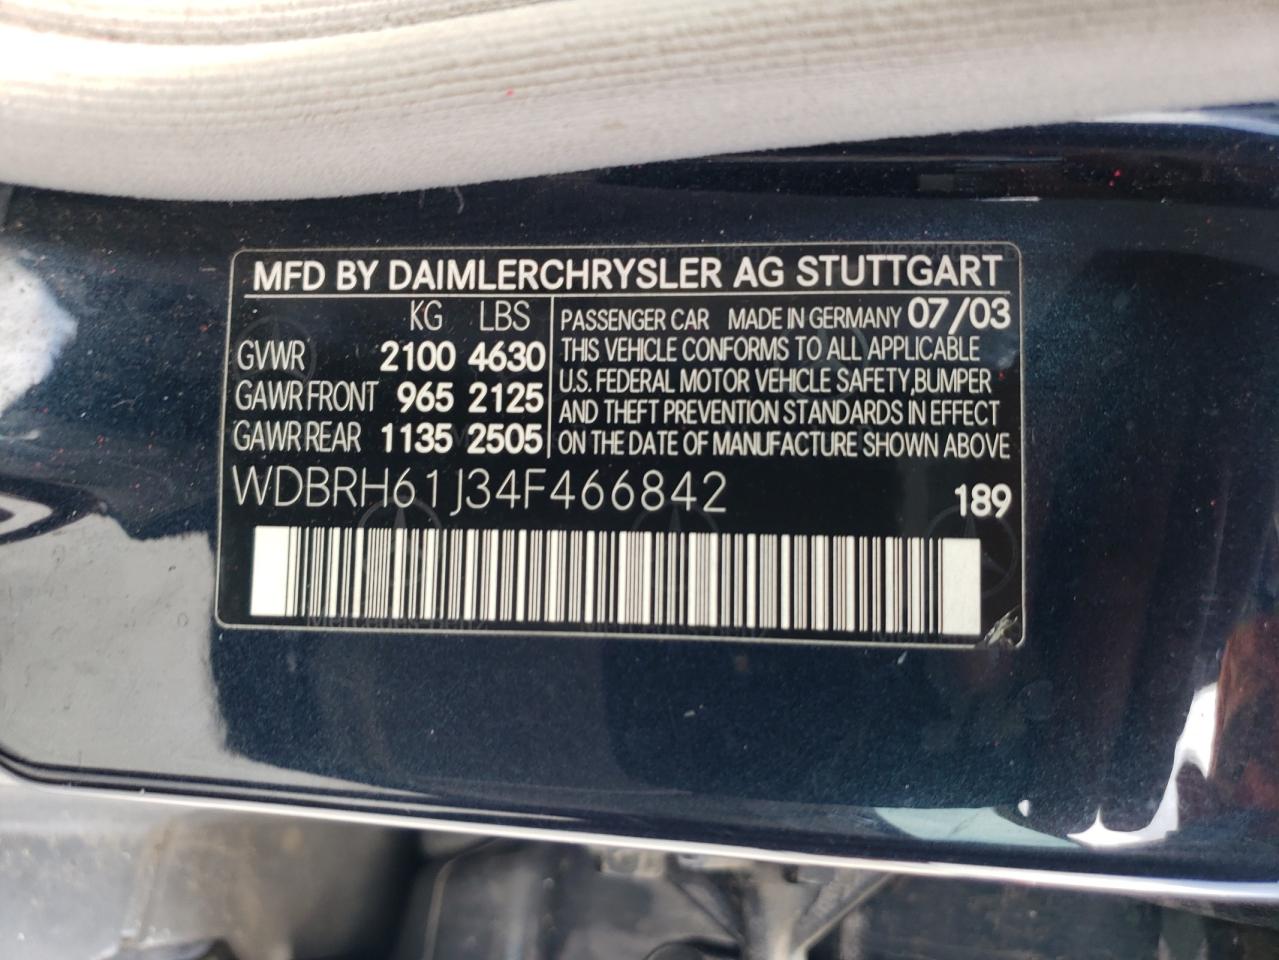 MFD BY DAIMLERCHRYSLER AG STUTTGART
KG LBS
GVWR 2100 4630
GAWR FRONT 965 2125
GAWR REAR 1135 2505
PASSENGER CAR MADE IN GERMANY 07/03
THIS VEHICLE CONFORMS TO ALL APPLICABLE
U.S. FEDERAL MOTOR VEHICLE SAFETY,BUMPER
AND THEFT PREVENTION STANDARDS IN EFFECT
ON THE DATE OF MANUFACTURE SHOWN ABOVE
WDBRH61J34F466842 189
Mercedes-Benz